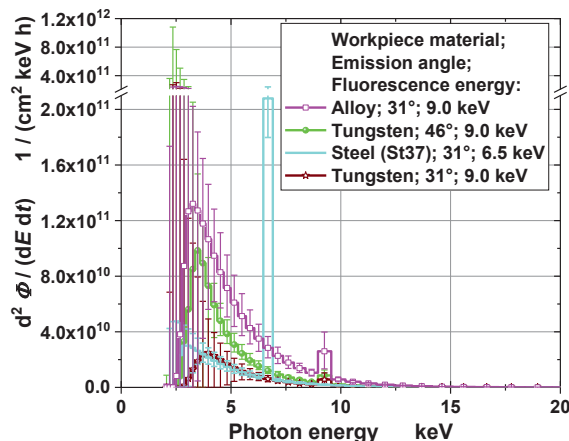 1.2x10¹²
4.0x10¹¹
2.0x10¹¹
1.6x10¹¹
1.2x10¹¹
8.0x10¹⁰
4.0x10¹⁰
0.0
d² Φ / (dE dt) 1 / (cm² keV h)
Workpiece material;
Emission angle;
Fluorescence energy:
Alloy; 31°; 9.0 keV
Tungsten; 46°; 9.0 keV
Steel (St37); 31°; 6.5 keV
Tungsten; 31°; 9.0 keV
0 5 10 15 20
Photon energy keV